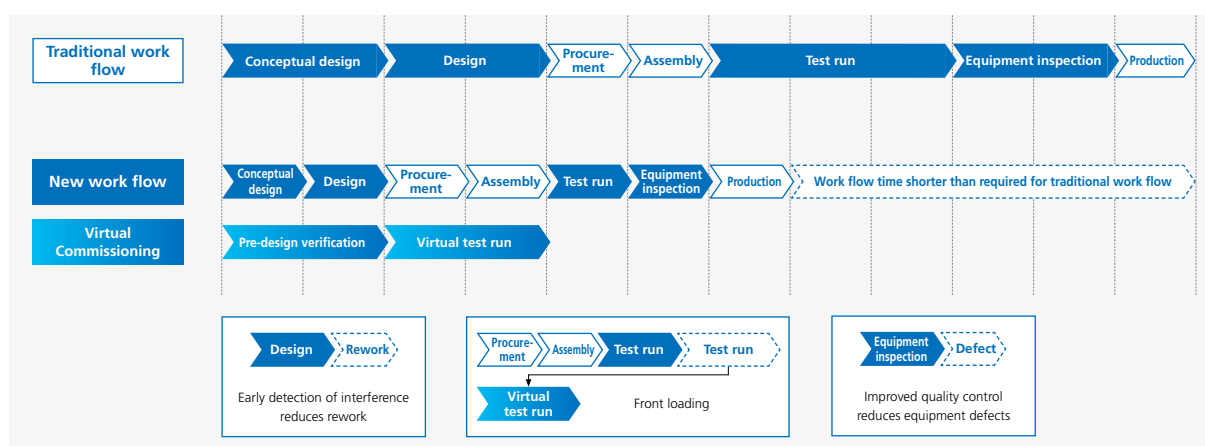 Traditional work
flow
Conceptual design
Design
Procure-
ment
Assembly
Test run
Equipment inspection
Production
New work flow
Conceptual
design
Design
Procure-
ment
Assembly
Test run
Equipment
inspection
Production
Work flow time shorter than required for traditional work flow
Virtual
Commissioning
Pre-design verification
Virtual test run
Design
Rework
Early detection of interference
reduces rework
Procure-
ment
Assembly
Test run
Test run
Virtual
test run
Front loading
Equipment
inspection
Defect
Improved quality control
reduces equipment defects